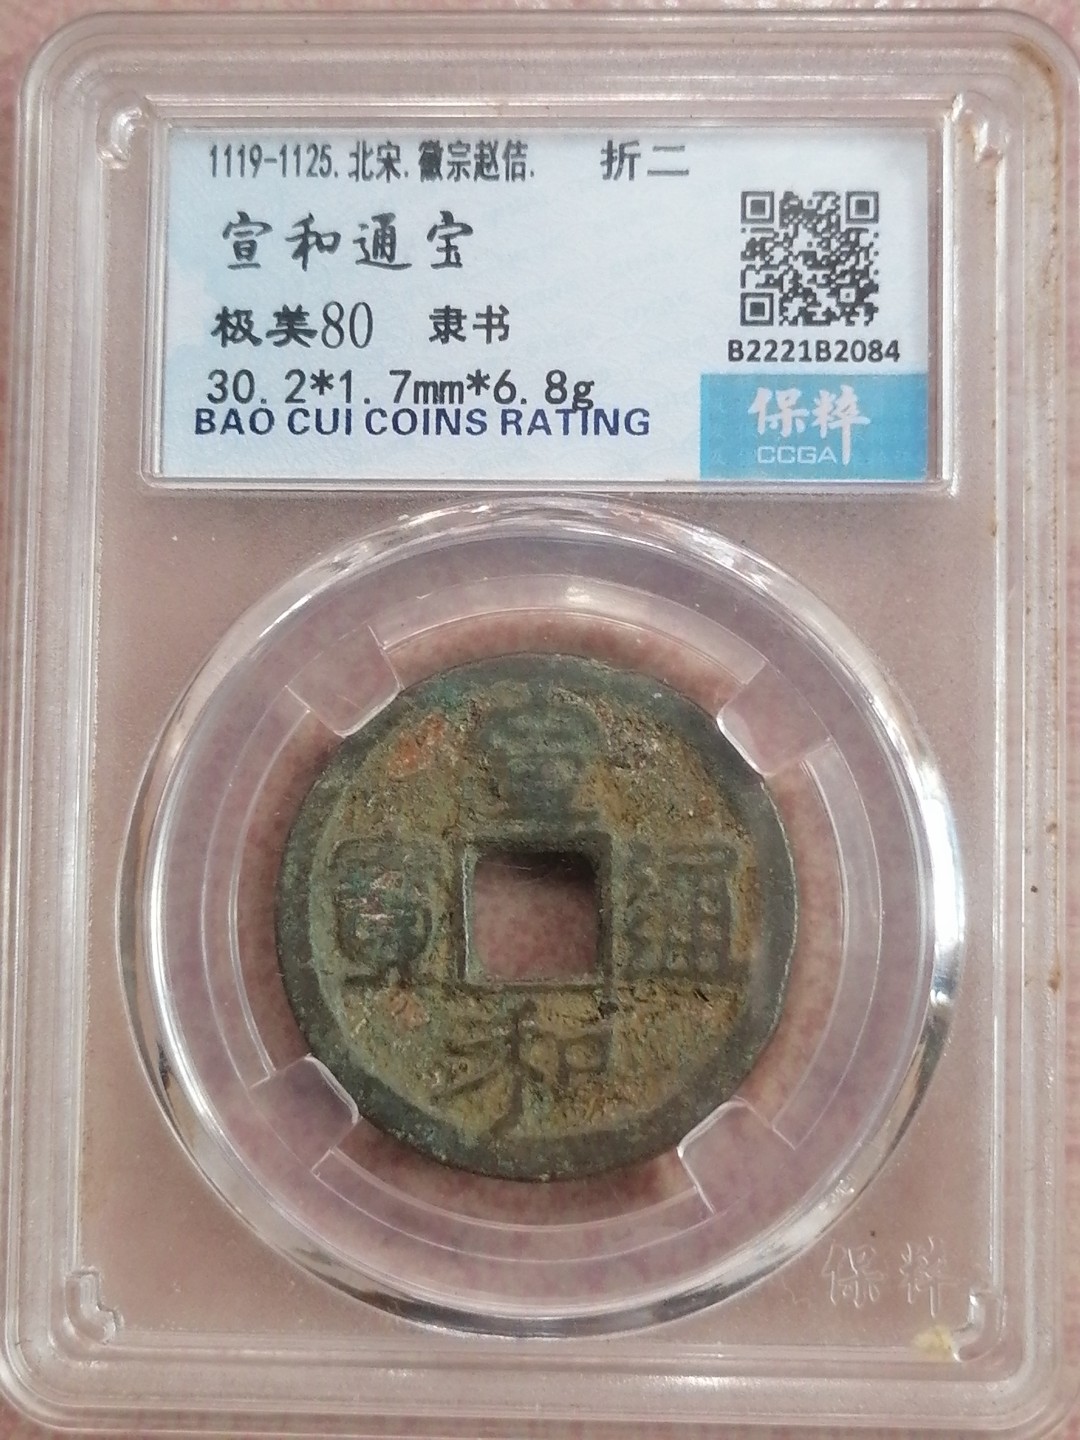 1119-1125.北宋.徽宗赵佶. 折二
宣和通宝
极美80 隶书
30.2*1.7mm*6.8g
BAO CUI COINS RATING
B2221B2084
保粹
CCGA
宣
寳 通
和
保粹